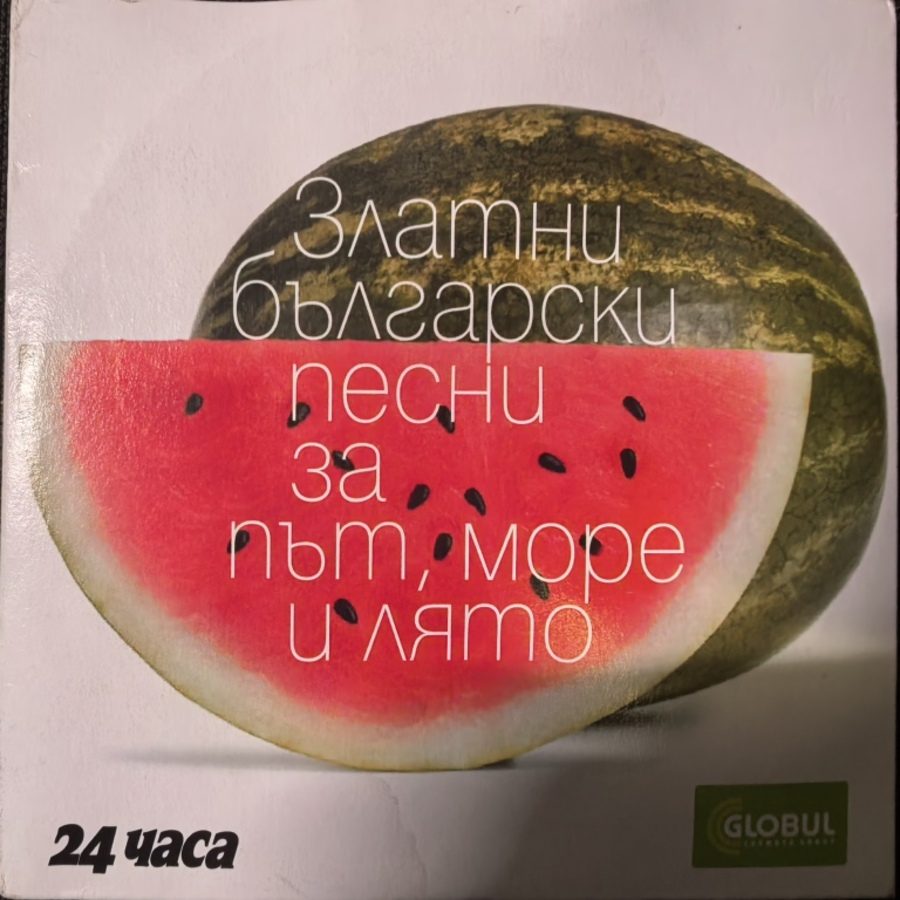 Златни
български
песни
за
път, море
и лято
24 часа
GLOBUL